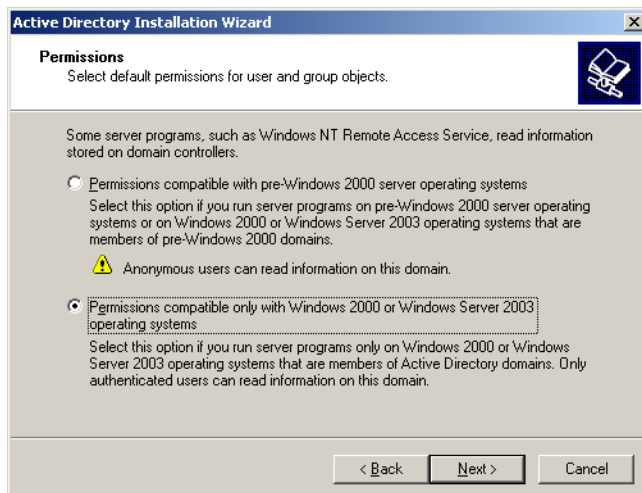 Active Directory Installation Wizard
Permissions
Select default permissions for user and group objects.
Some server programs, such as Windows NT Remote Access Service, read information
stored on domain controllers.
Permissions compatible with pre-Windows 2000 server operating systems
Select this option if you run server programs on pre-Windows 2000 server operating
systems or on Windows 2000 or Windows Server 2003 operating systems that are
members of pre-Windows 2000 domains.
Anonymous users can read information on this domain.
Permissions compatible only with Windows 2000 or Windows Server 2003
operating systems
Select this option if you run server programs only on Windows 2000 or Windows
Server 2003 operating systems that are members of Active Directory domains. Only
authenticated users can read information on this domain.
< Back
Next >
Cancel